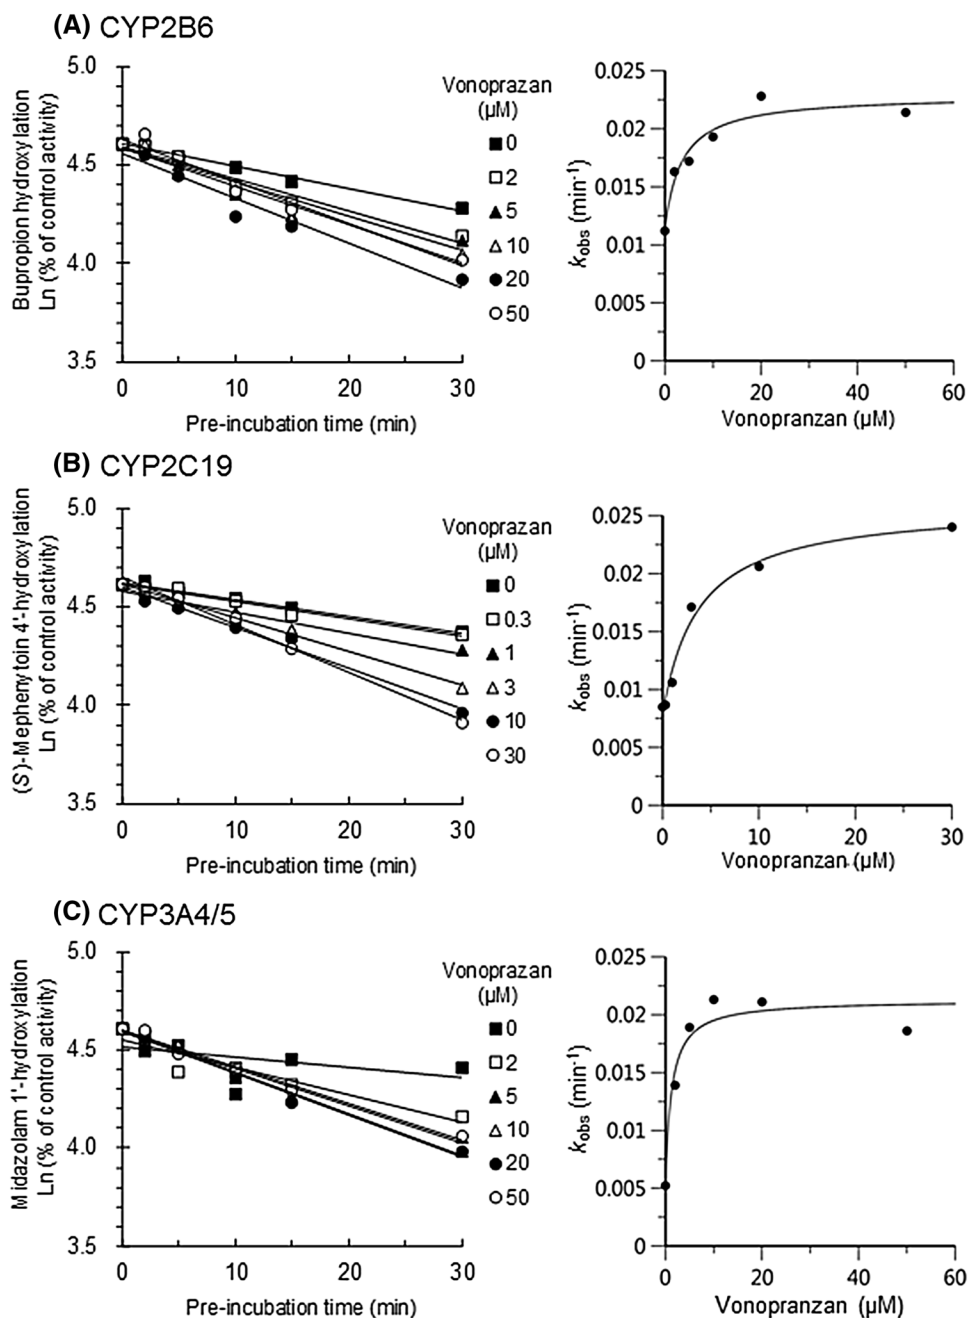 (A) CYP2B6
Bupropion hydroxylation
Ln (% of control activity)
5.0
4.5
4.0
3.5
0 10 20 30
Pre-incubation time (min)
Vonoprazan
(µM)
0
2
5
10
20
50
kobs (min-1)
0.025
0.02
0.015
0.01
0.005
0
0 20 40 60
Vonopranzan (µM)
(B) CYP2C19
(S)-Mephenytoin 4'-hydroxylation
Ln (% of control activity)
5.0
4.5
4.0
3.5
0 10 20 30
Pre-incubation time (min)
Vonoprazan
(µM)
0
0.3
1
3
10
30
kobs (min-1)
0.025
0.02
0.015
0.01
0.005
0
0 10 20 30
Vonopranzan (µM)
(C) CYP3A4/5
Midazolam 1'-hydroxylation
Ln (% of control activity)
5.0
4.5
4.0
3.5
0 10 20 30
Pre-incubation time (min)
Vonoprazan
(µM)
0
2
5
10
20
50
kobs (min-1)
0.025
0.02
0.015
0.01
0.005
0
0 20 40 60
Vonopranzan (µM)